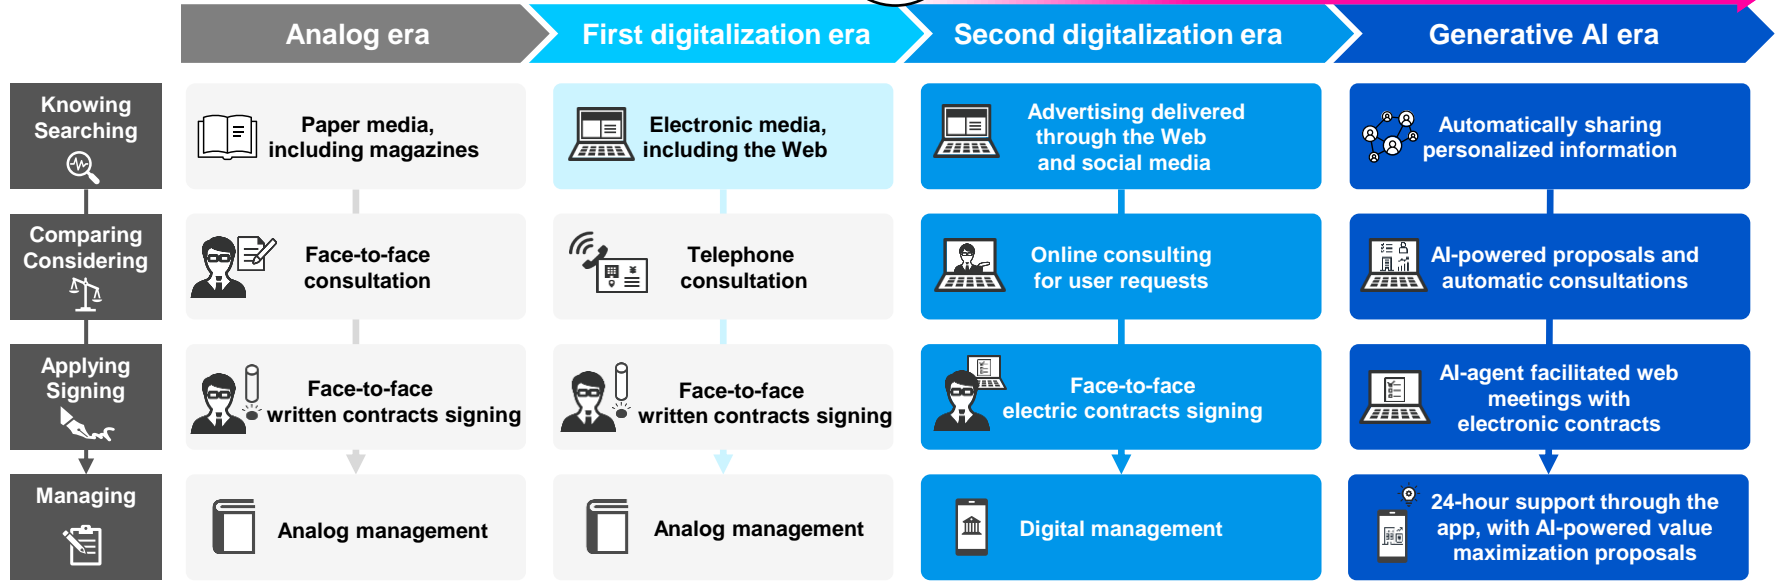 Analog era
First digitalization era
Second digitalization era
Generative AI era
Knowing
Searching
Paper media,
including magazines
Electronic media,
including the Web
Advertising delivered
through the Web
and social media
Automatically sharing
personalized information
Comparing
Considering
Face-to-face
consultation
Telephone
consultation
Online consulting
for user requests
AI-powered proposals and
automatic consultations
Applying
Signing
Face-to-face
written contracts signing
Face-to-face
written contracts signing
Face-to-face
electric contracts signing
AI-agent facilitated web
meetings with
electronic contracts
Managing
Analog management
Analog management
Digital management
24-hour support through the
app, with AI-powered value
maximization proposals